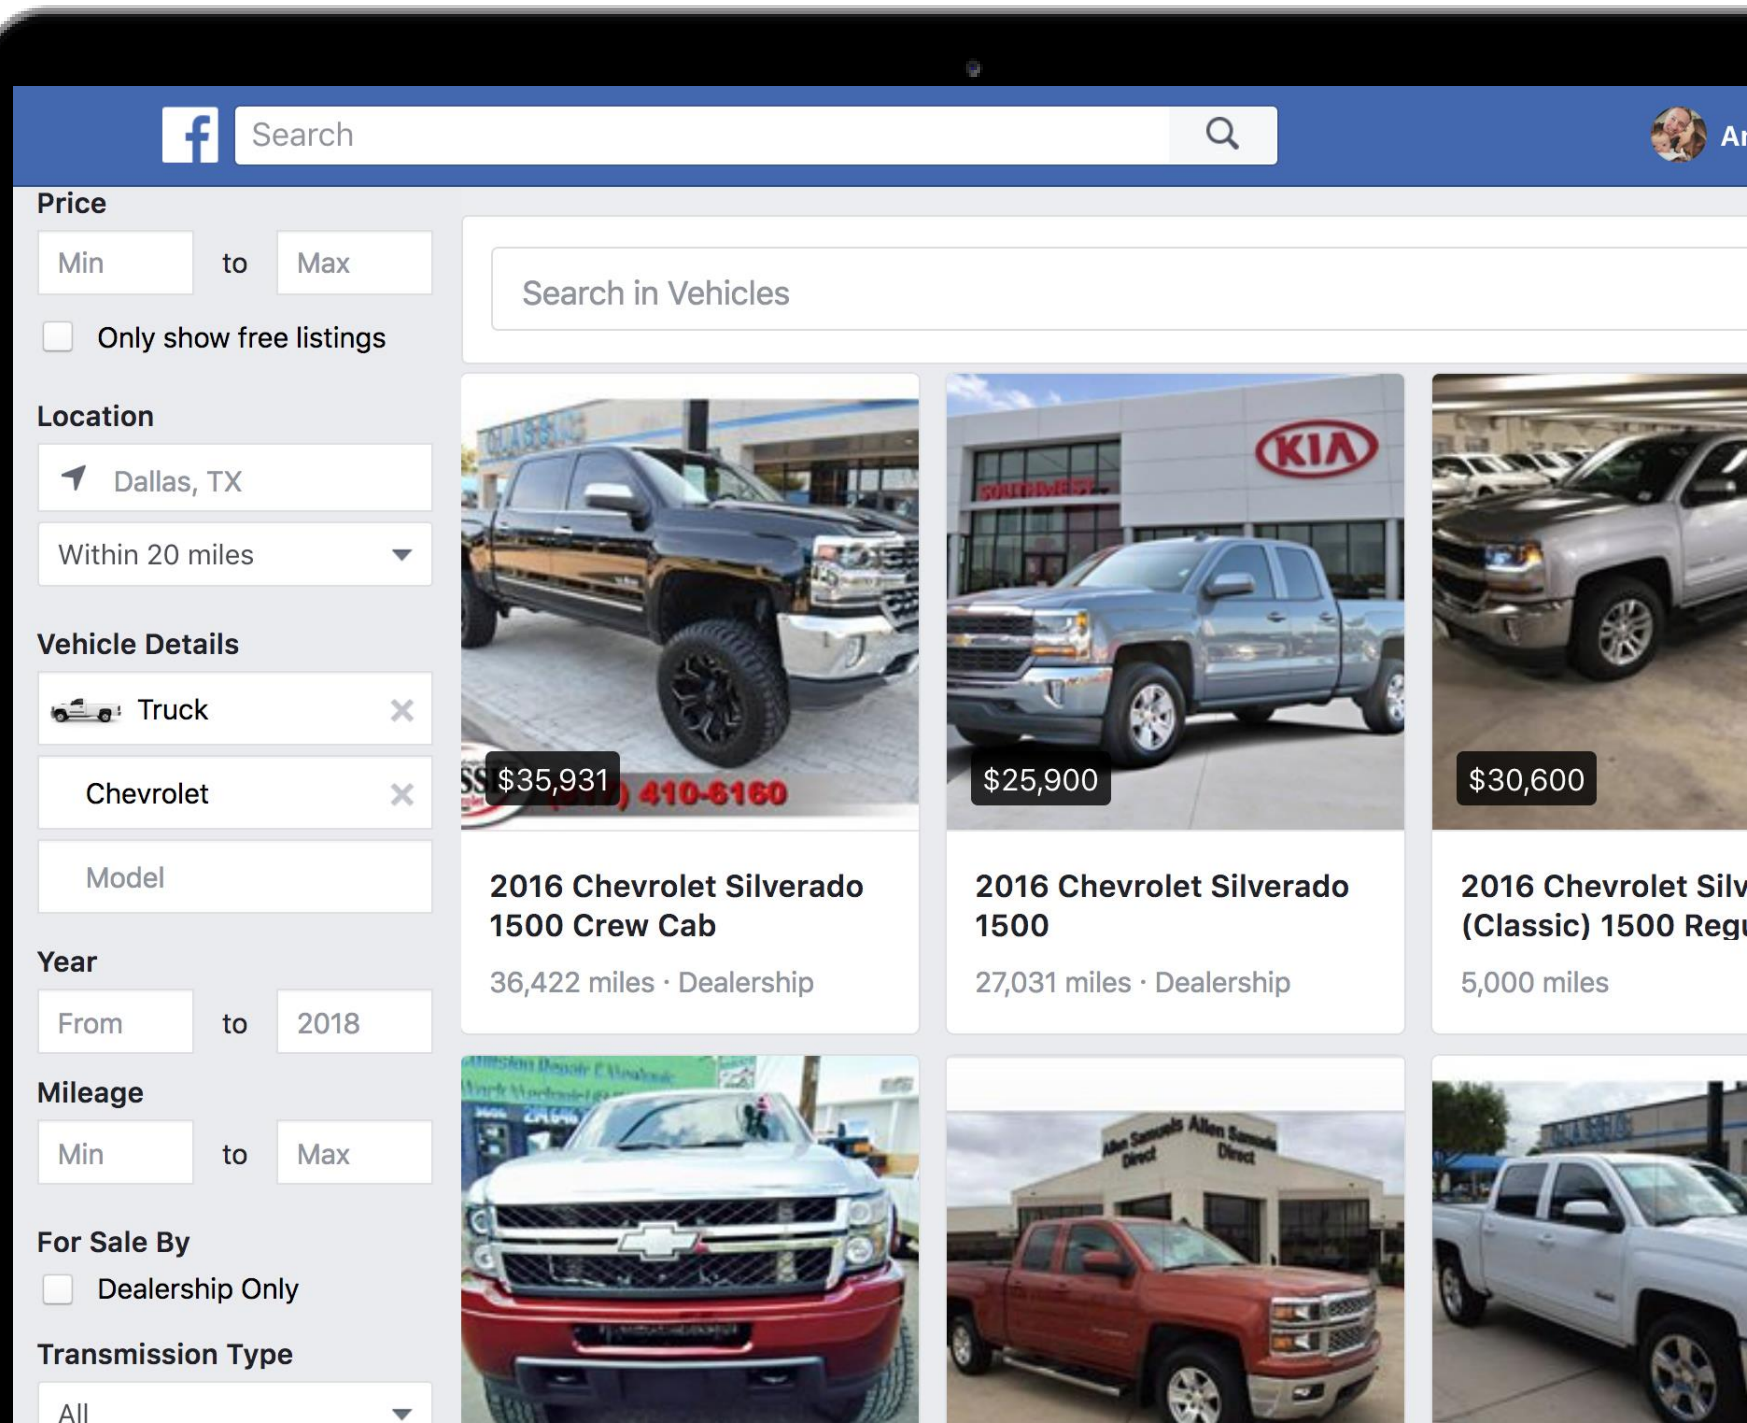 f
Search
Ar
Price
Min to Max
Only show free listings
Location
Dallas, TX
Within 20 miles
Vehicle Details
Truck
Chevrolet
Model
Year
From to 2018
Mileage
Min to Max
For Sale By
Dealership Only
Transmission Type
All
Search in Vehicles
CLASSIC
$35,931
410-6160
2016 Chevrolet Silverado
1500 Crew Cab
36,422 miles · Dealership
KIA
SOUTHWEST
$25,900
2016 Chevrolet Silverado
1500
27,031 miles · Dealership
$30,600
2016 Chevrolet Silv
(Classic) 1500 Regu
5,000 miles
Allen Samuels Allen Samuels
Direct Direct
CLASSIC